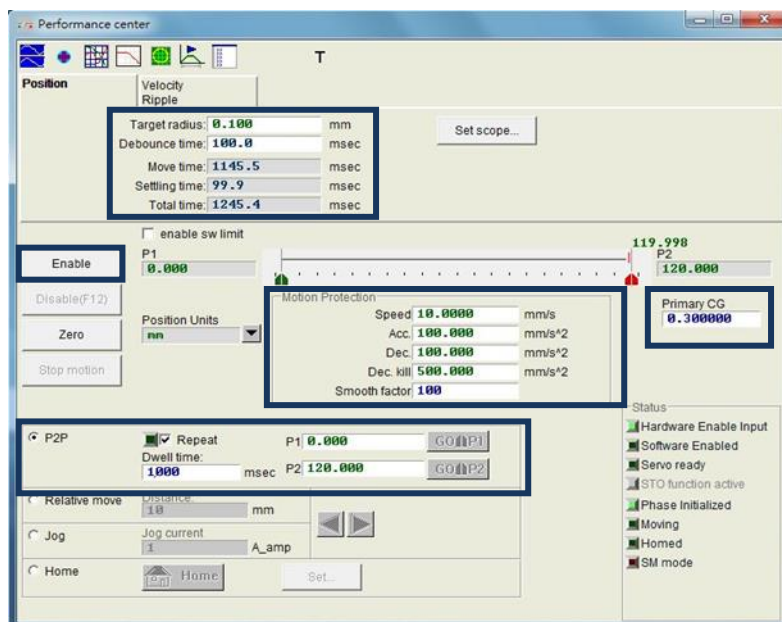 Performance center
T
Position
Velocity
Ripple
Target radius: 0.100 mm
Debounce time: 100.0 msec
Move time: 1145.5 msec
Settling time: 99.9 msec
Total time: 1245.4 msec
Set scope...
enable sw limit
Enable
P1
0.000
119.998
P2
120.000
Disable(F12)
Zero
Stop motion
Position Units
mm
Motion Protection
Speed 10.0000 mm/s
Acc. 100.000 mm/s^2
Dec. 100.000 mm/s^2
Dec. kill 500.000 mm/s^2
Smooth factor 100
Primary CG
0.300000
P2P
Repeat
Dwell time:
1,000 msec
P1 0.000 GO P1
P2 120.000 GO P2
Relative move
Distance:
10 mm
Jog
Jog current
1 A_amp
Home
Home
Set...
Status
Hardware Enable Input
Software Enabled
Servo ready
STO function active
Phase Initialized
Moving
Homed
SM mode